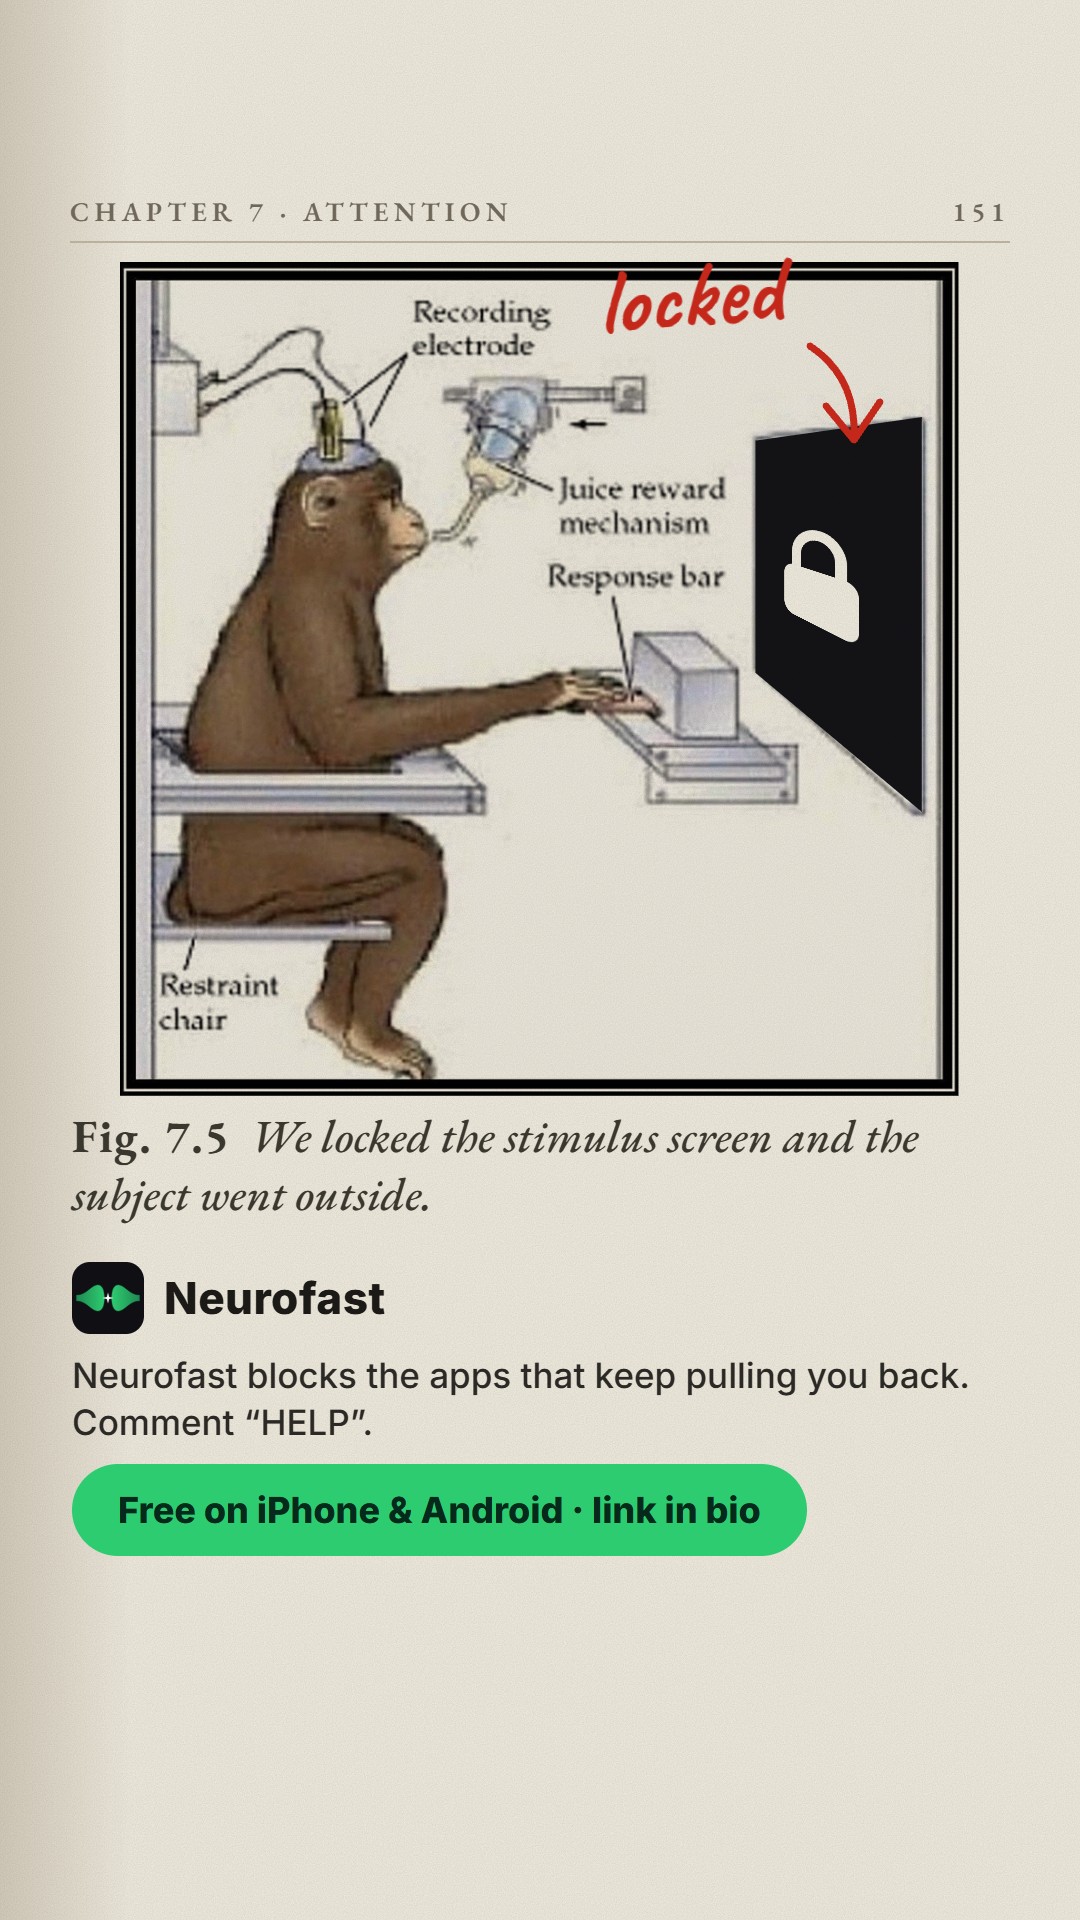 CHAPTER 7 · ATTENTION 151
locked
Recording
electrode
Juice reward
mechanism
Response bar
Restraint
chair
Fig. 7.5 We locked the stimulus screen and the
subject went outside.
Neurofast
Neurofast blocks the apps that keep pulling you back.
Comment “HELP”.
Free on iPhone & Android · link in bio